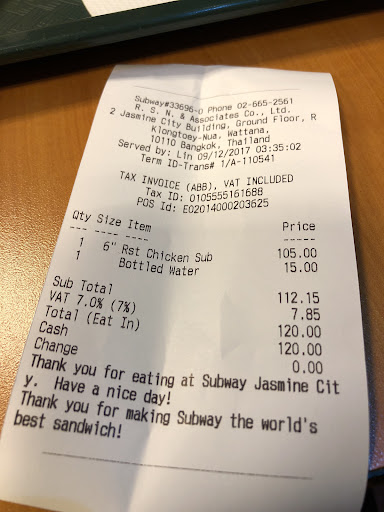 Subway#33696-0 Phone 02-665-2561
R. S. N. & Associates Co., Ltd.
2 Jasmine City Building, Ground Floor, R
Klongtoey-Nua, Wattana,
10110 Bangkok, Thailand
Served by: Lin 09/12/2017 03:35:02
Term ID-Trans# 1/A-110541
TAX INVOICE (ABB), VAT INCLUDED
Tax ID: 0105555161688
POS Id: E02014000203625
Qty Size Item Price
--- ---- ---- -----
1 6" Rst Chicken Sub 105.00
1 Bottled Water 15.00
Sub Total 112.15
VAT 7.0% (7%) 7.85
Total (Eat In) 120.00
Cash 120.00
Change 0.00
Thank you for eating at Subway Jasmine Cit
y. Have a nice day!
Thank you for making Subway the world's
best sandwich!